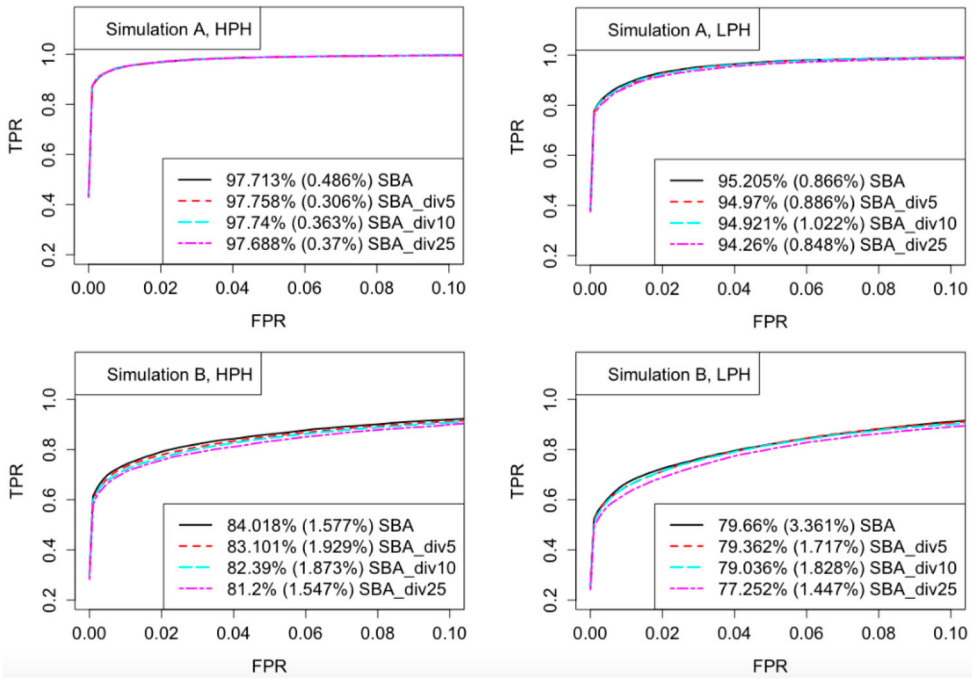 Simulation A, HPH
TPR
1.0
0.8
0.6
0.4
0.2
97.713% (0.486%) SBA
97.758% (0.306%) SBA_div5
97.74% (0.363%) SBA_div10
97.688% (0.37%) SBA_div25
0.00 0.02 0.04 0.06 0.08 0.10
FPR
Simulation A, LPH
TPR
1.0
0.8
0.6
0.4
0.2
95.205% (0.866%) SBA
94.97% (0.886%) SBA_div5
94.921% (1.022%) SBA_div10
94.26% (0.848%) SBA_div25
0.00 0.02 0.04 0.06 0.08 0.10
FPR
Simulation B, HPH
TPR
1.0
0.8
0.6
0.4
0.2
84.018% (1.577%) SBA
83.101% (1.929%) SBA_div5
82.39% (1.873%) SBA_div10
81.2% (1.547%) SBA_div25
0.00 0.02 0.04 0.06 0.08 0.10
FPR
Simulation B, LPH
TPR
1.0
0.8
0.6
0.4
0.2
79.66% (3.361%) SBA
79.362% (1.717%) SBA_div5
79.036% (1.828%) SBA_div10
77.252% (1.447%) SBA_div25
0.00 0.02 0.04 0.06 0.08 0.10
FPR